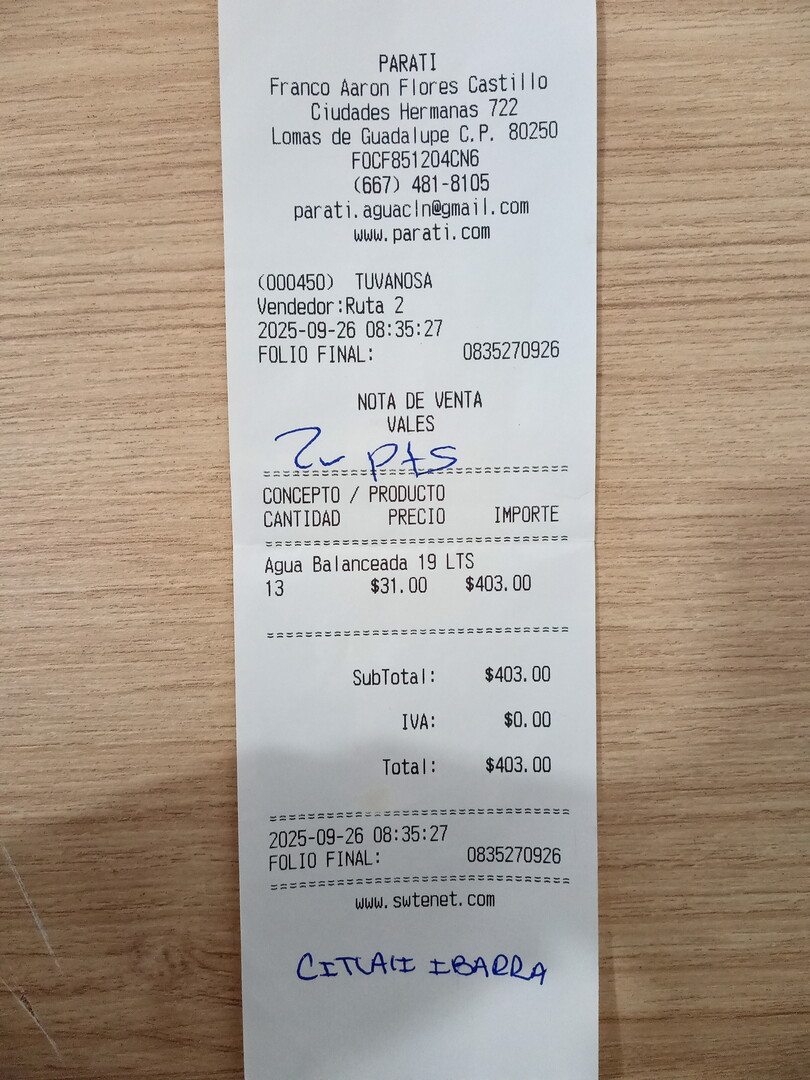 PARATI
Franco Aaron Flores Castillo
Ciudades Hermanas 722
Lomas de Guadalupe C.P. 80250
FOCF851204CN6
(667) 481-8105
parati.aguacln@gmail.com
www.parati.com
(000450) TUVANOSA
Vendedor:Ruta 2
2025-09-26 08:35:27
FOLIO FINAL: 0835270926
NOTA DE VENTA
VALES
pts
CONCEPTO / PRODUCTO
CANTIDAD PRECIO IMPORTE
Agua Balanceada 19 LTS
13 $31.00 $403.00
SubTotal: $403.00
IVA: $0.00
Total: $403.00
2025-09-26 08:35:27
FOLIO FINAL: 0835270926
www.swtenet.com
CITLALI IBARRA